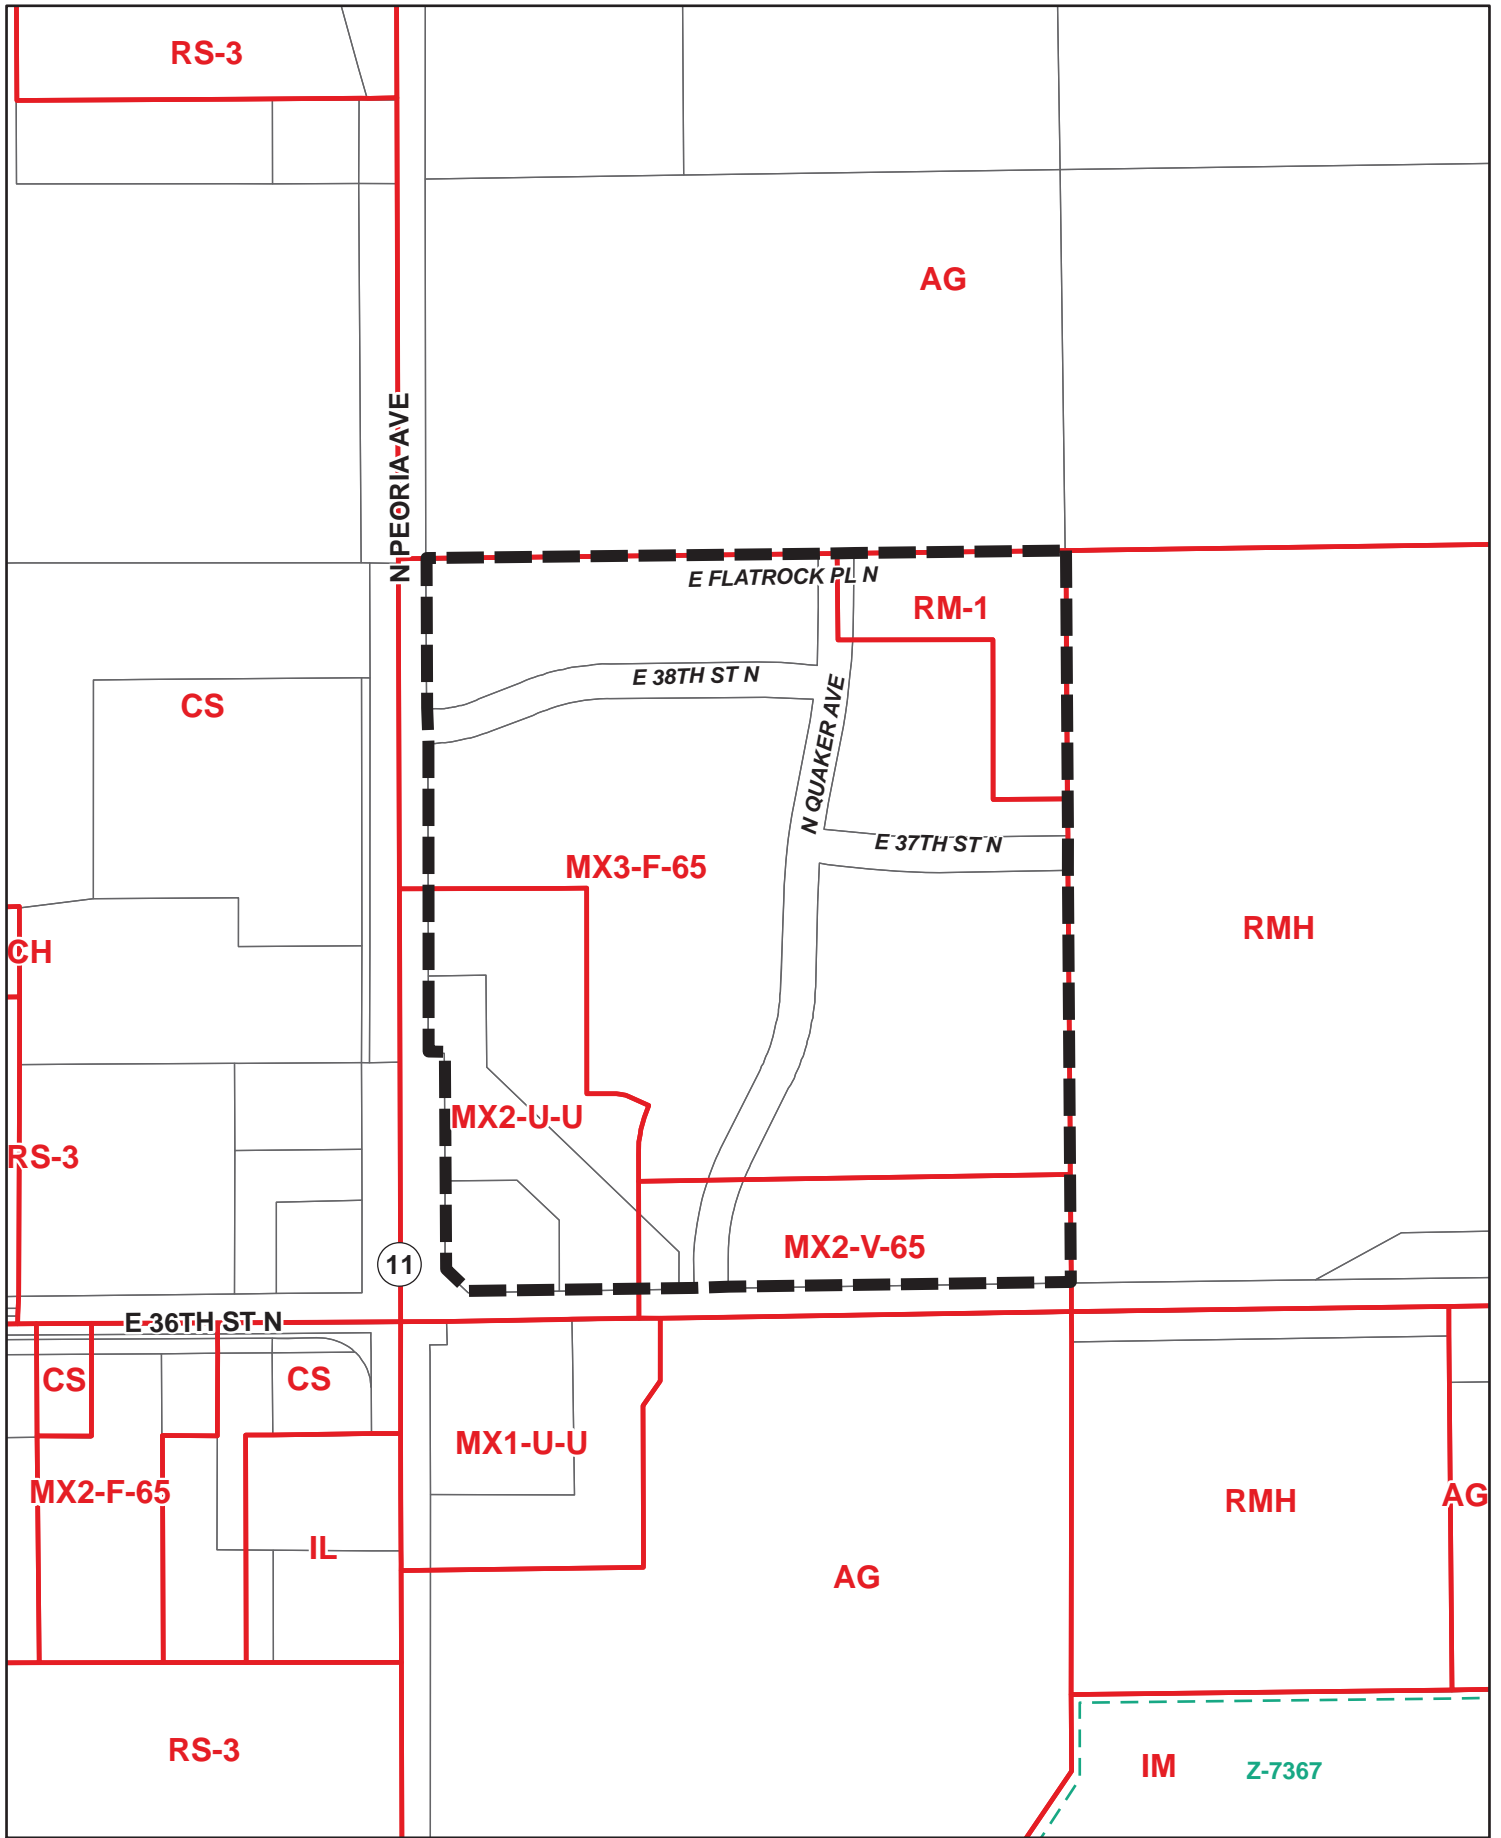 RS-3
AG
N PEORIA AVE
E FLATROCK PL N
RM-1
E 38TH ST N
N QUAKER AVE
CS
E 37TH ST N
MX3-F-65
RMH
CH
MX2-U-U
RS-3
MX2-V-65
11
E 36TH ST N
CS
CS
MX1-U-U
MX2-F-65
RMH
AG
IL
AG
RS-3
IM
Z-7367